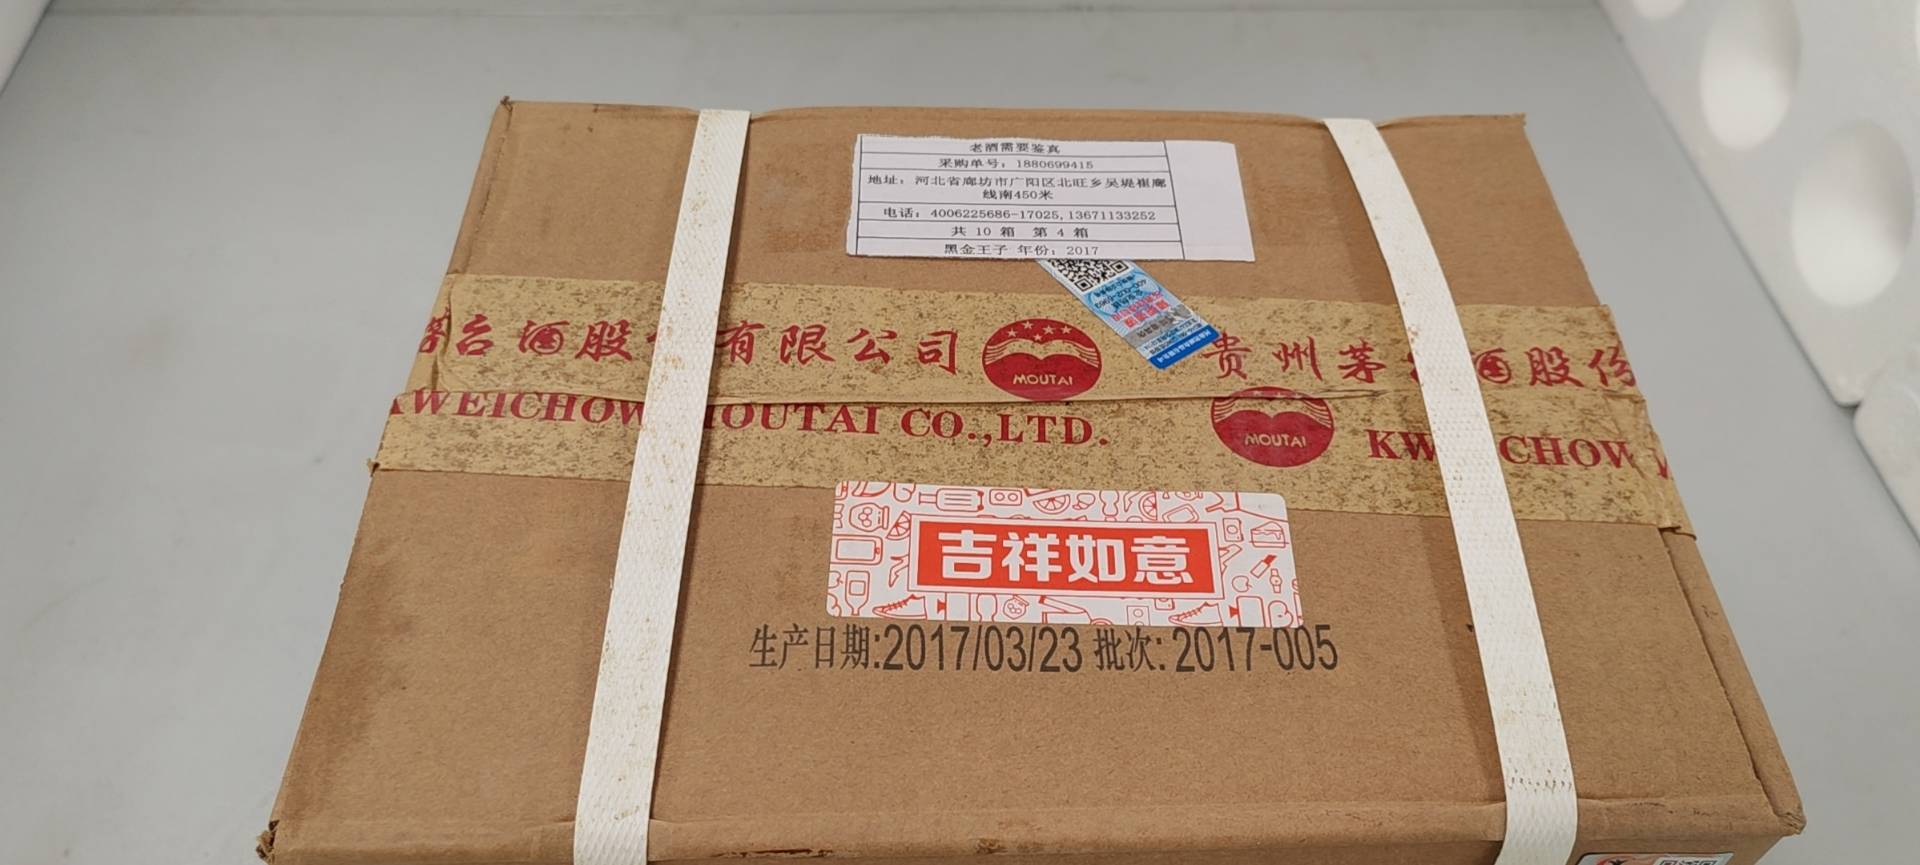 老酒需要鉴真
采购单号：1880699415
地址：河北省廊坊市广阳区北旺乡吴堤崔廊
线南450米
电话：4006225686-17025,13671133252
共 10 箱 第 4 箱
黑金王子 年份：2017
台酒股 有限公司 MOUTAI 贵州茅 酒股份
KWEICHOW MOUTAI CO.,LTD. MOUTAI KW CHOW
吉祥如意
生产日期:2017/03/23 批次: 2017-005